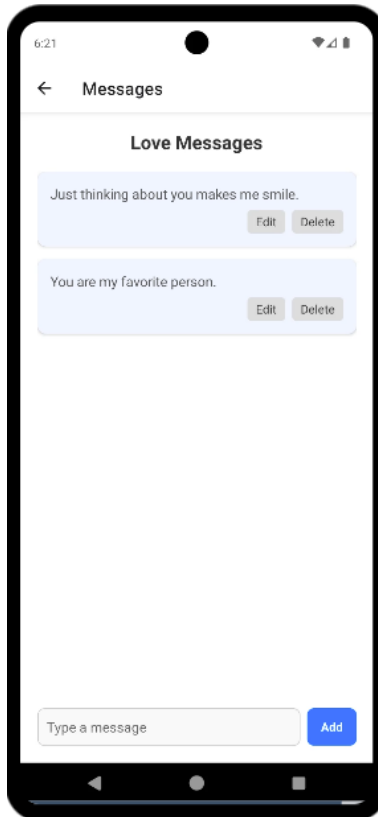 6:21
Messages
Love Messages
Just thinking about you makes me smile.
Edit Delete
You are my favorite person.
Edit Delete
Type a message Add